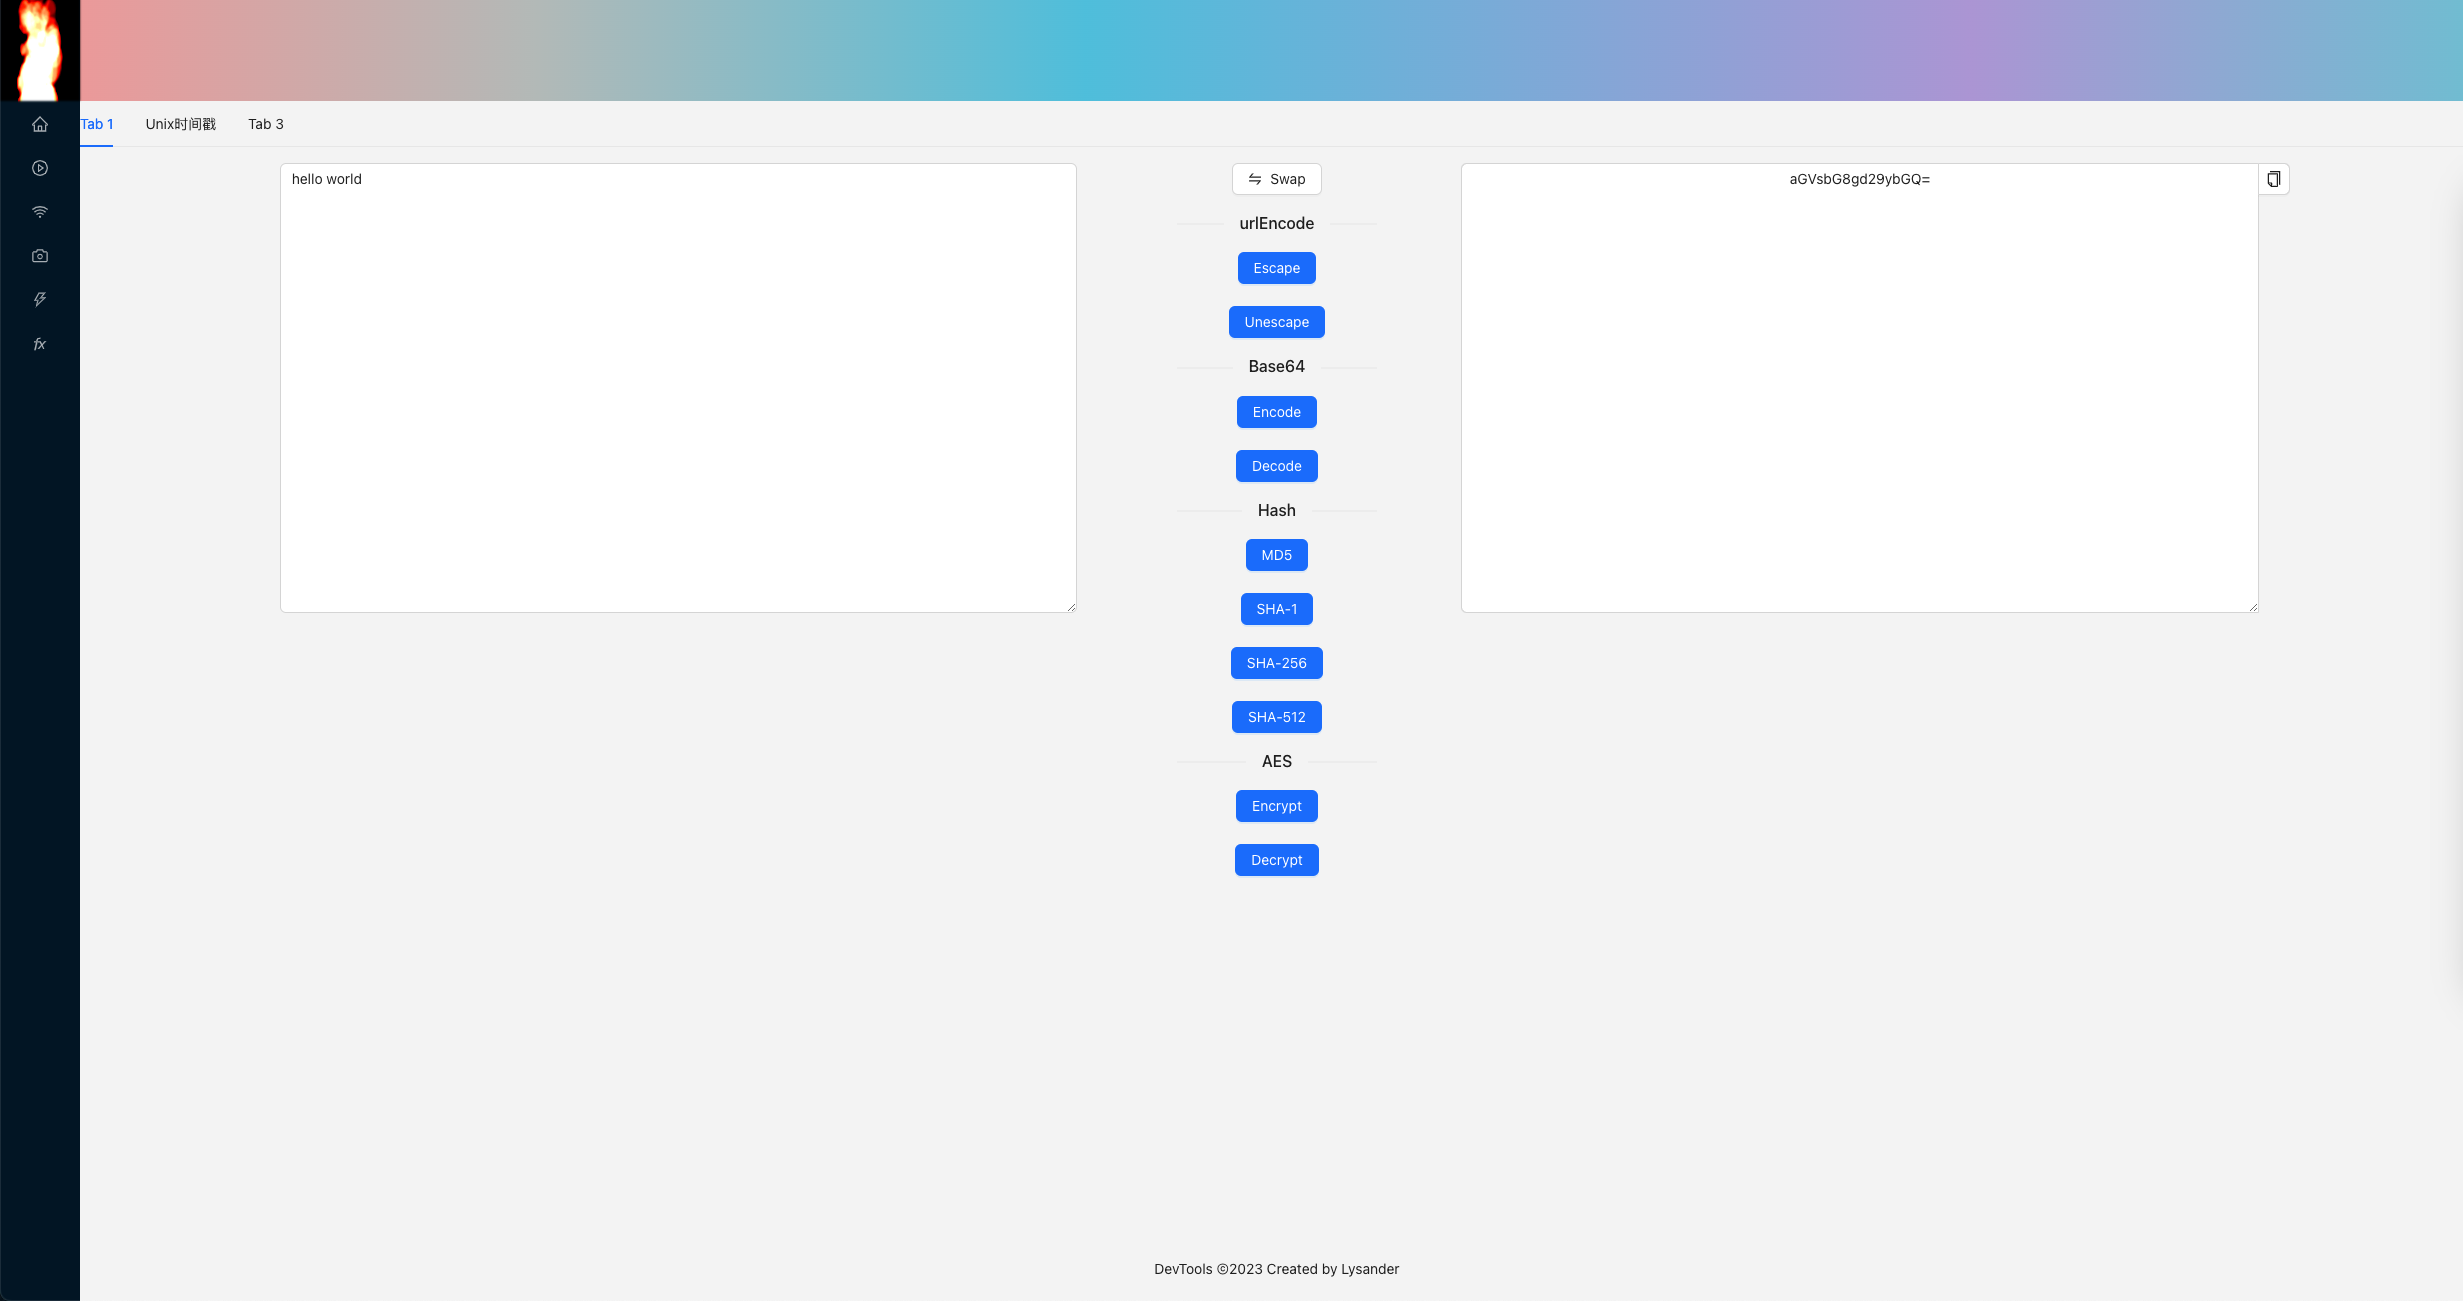 Tab 1 Unix时间戳 Tab 3
hello world
Swap
urlEncode
Escape
Unescape
Base64
Encode
Decode
Hash
MD5
SHA-1
SHA-256
SHA-512
AES
Encrypt
Decrypt
aGVsbG8gd29ybGQ=
DevTools ©2023 Created by Lysander